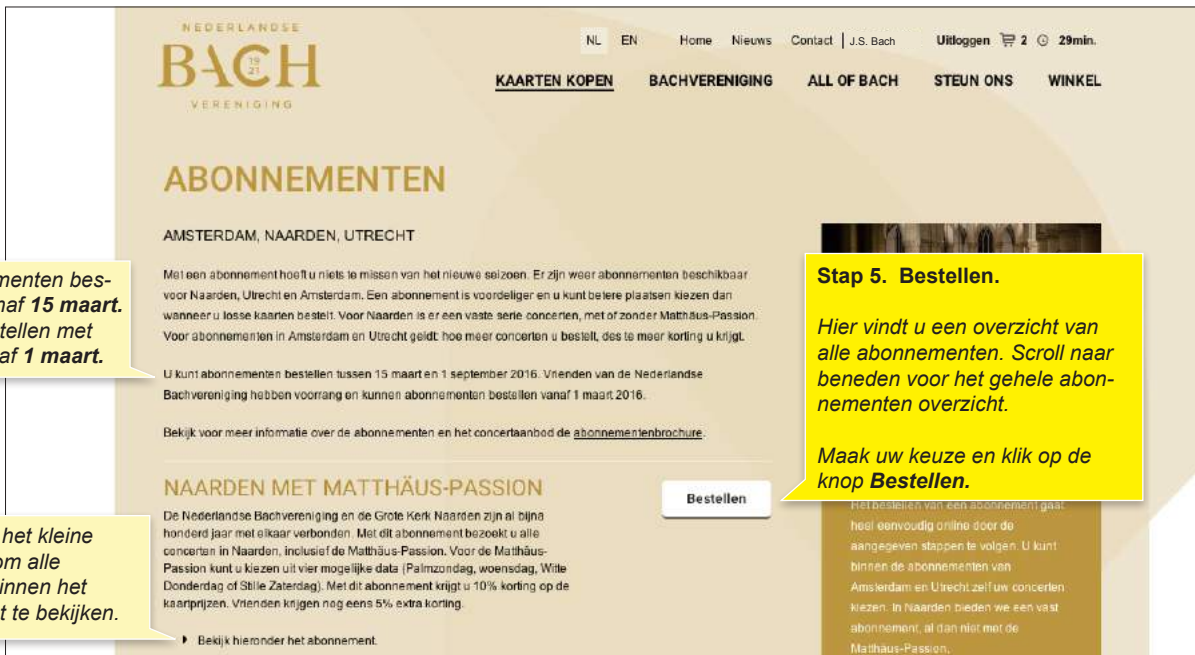 NEDERLANDSE
BACH
19
21
VERENIGING
NL EN Home Nieuws Contact | J.S. Bach Uitloggen 2 29min.
KAARTEN KOPEN BACHVERENIGING ALL OF BACH STEUN ONS WINKEL
ABONNEMENTEN
AMSTERDAM, NAARDEN, UTRECHT
Met een abonnement hoeft u niets te missen van het nieuwe seizoen. Er zijn weer abonnementen beschikbaar
voor Naarden, Utrecht en Amsterdam. Een abonnement is voordeliger en u kunt betere plaatsen kiezen dan
wanneer u losse kaarten bestelt. Voor Naarden is er een vaste serie concerten, met of zonder Matthäus-Passion.
Voor abonnementen in Amsterdam en Utrecht geldt: hoe meer concerten u bestelt, des te meer korting u krijgt.
U kunt abonnementen bestellen tussen 15 maart en 1 september 2016. Vrienden van de Nederlandse
Bachvereniging hebben voorrang en kunnen abonnementen bestellen vanaf 1 maart 2016.
Bekijk voor meer informatie over de abonnementen en het concertaanbod de abonnementenbrochure.
menten bes-
naf 15 maart.
stellen met
af 1 maart.
Stap 5. Bestellen.
Hier vindt u een overzicht van
alle abonnementen. Scroll naar
beneden voor het gehele abon-
nementen overzicht.
Maak uw keuze en klik op de
knop Bestellen.
NAARDEN MET MATTHÄUS-PASSION
Bestellen
De Nederlandse Bachvereniging en de Grote Kerk Naarden zijn al bijna
honderd jaar met elkaar verbonden. Met dit abonnement bezoekt u alle
concerten in Naarden, inclusief de Matthäus-Passion. Voor de Matthäus-
Passion kunt u kiezen uit vier mogelijke data (Palmzondag, woensdag, Witte
Donderdag of Stille Zaterdag). Met dit abonnement krijgt u 10% korting op de
kaartprijzen. Vrienden krijgen nog eens 5% extra korting.
Bekijk hieronder het abonnement.
het kleine
om alle
innen het
t te bekijken.
Het bestellen van een abonnement gaat
heel eenvoudig online door de
aangegeven stappen te volgen. U kunt
binnen de abonnementen van
Amsterdam en Utrecht zelf uw concerten
kiezen. In Naarden bieden we een vast
abonnement, al dan niet met de
Matthäus-Passion.